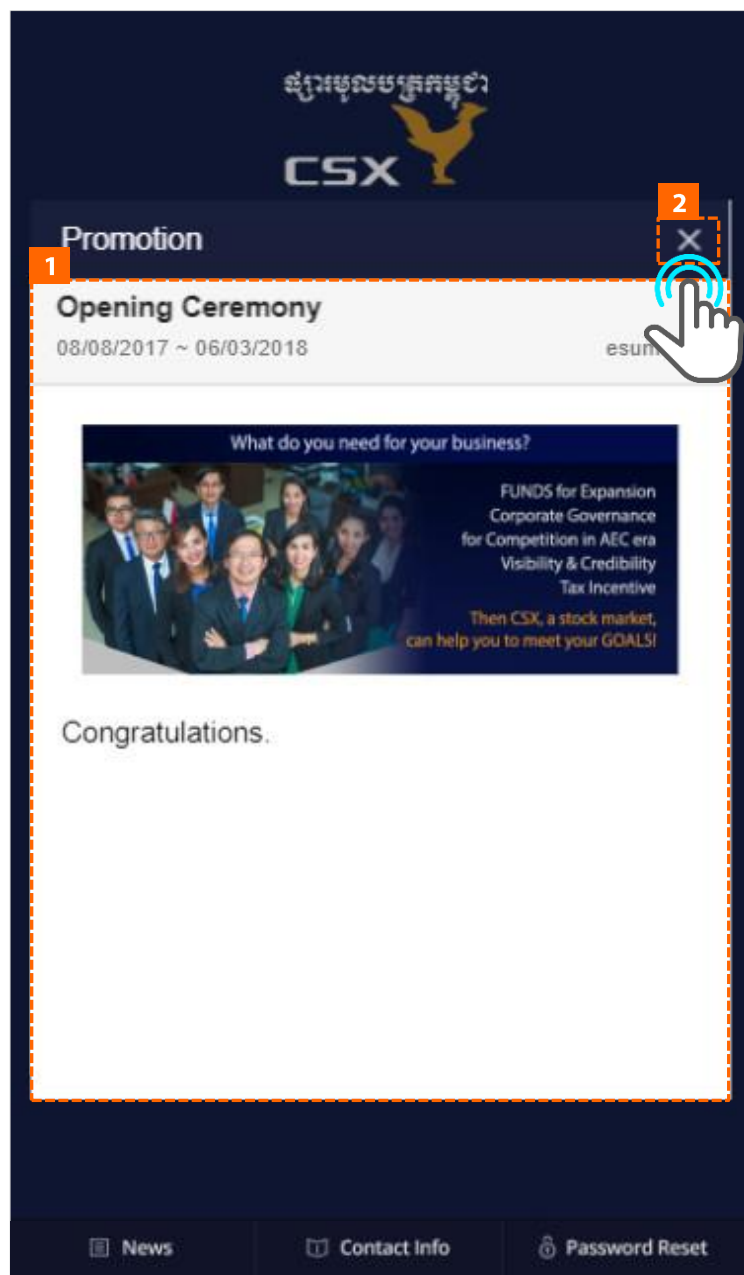 ផ្សារមូលបត្រកម្ពុជា
CSX
2
Promotion
1
Opening Ceremony
08/08/2017 ~ 06/03/2018
What do you need for your business?
FUNDS for Expansion
Corporate Governance
for Competition in AEC era
Visibility & Credibility
Tax Incentive
Then CSX, a stock market,
can help you to meet your GOALS!
Congratulations.
News Contact Info Password Reset